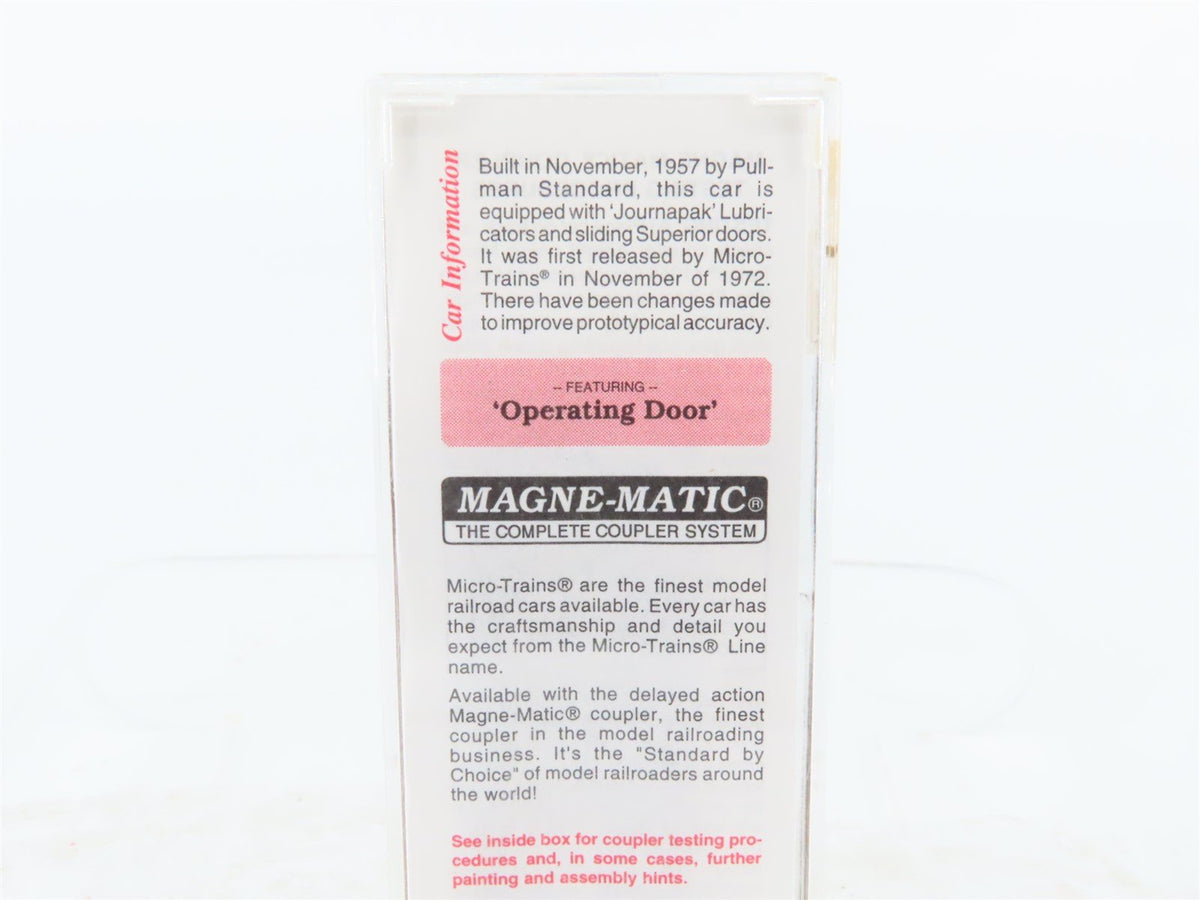 Car Information
Built in November, 1957 by Pull-
man Standard, this car is
equipped with 'Journapak' Lubri-
cators and sliding Superior doors.
It was first released by Micro-
Trains® in November of 1972.
There have been changes made
to improve prototypical accuracy.
-- FEATURING --
'Operating Door'
MAGNE-MATIC®
THE COMPLETE COUPLER SYSTEM
Micro-Trains® are the finest model
railroad cars available. Every car has
the craftsmanship and detail you
expect from the Micro-Trains® Line
name.
Available with the delayed action
Magne-Matic® coupler, the finest
coupler in the model railroading
business. It's the "Standard by
Choice" of model railroaders around
the world!
See inside box for coupler testing pro-
cedures and, in some cases, further
painting and assembly hints.